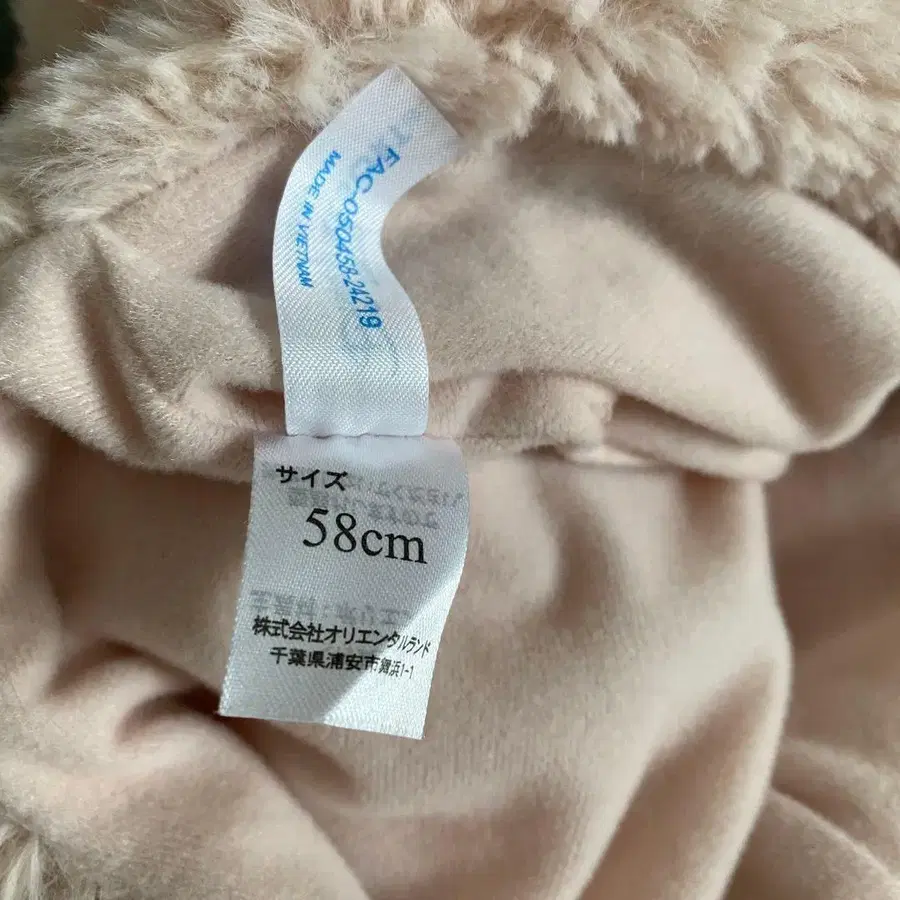 FAC-050458-24219
MADE IN VIETNAM
サイズ
58cm
株式会社オリエンタルランド
千葉県浦安市舞浜1-1